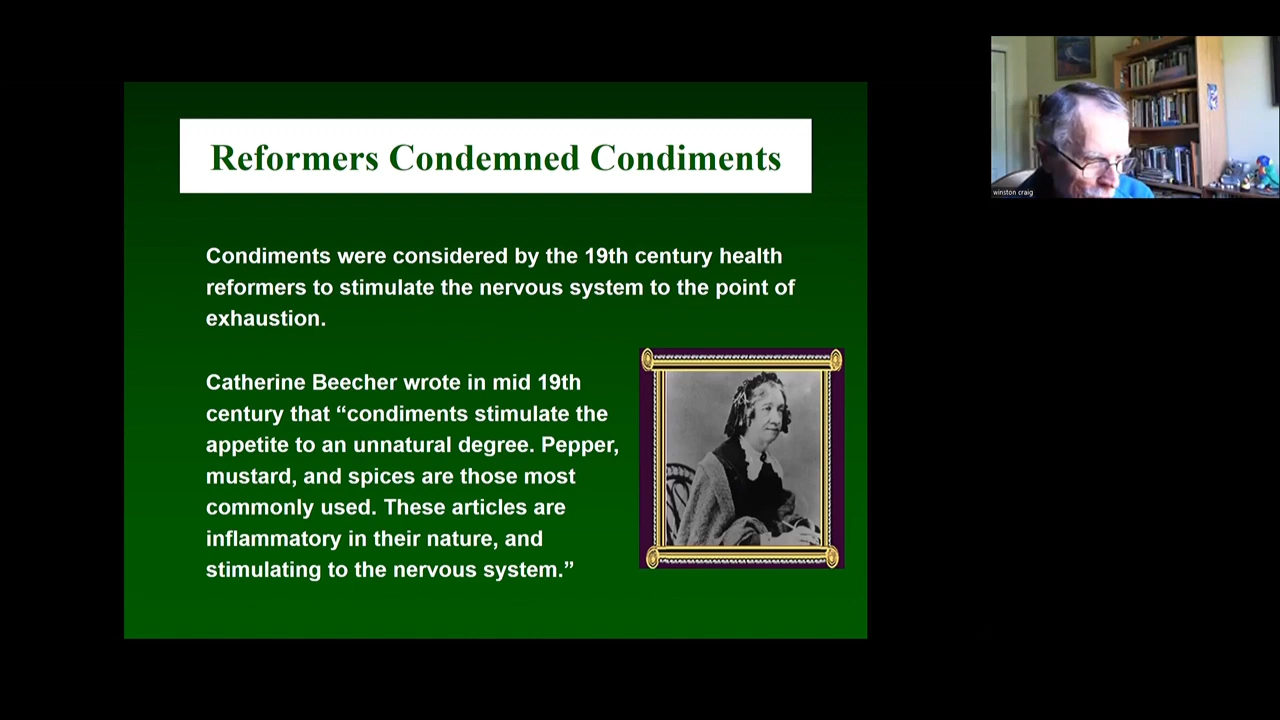 Reformers Condemned Condiments
Condiments were considered by the 19th century health
reformers to stimulate the nervous system to the point of
exhaustion.
Catherine Beecher wrote in mid 19th
century that “condiments stimulate the
appetite to an unnatural degree. Pepper,
mustard, and spices are those most
commonly used. These articles are
inflammatory in their nature, and
stimulating to the nervous system.”
winston craig